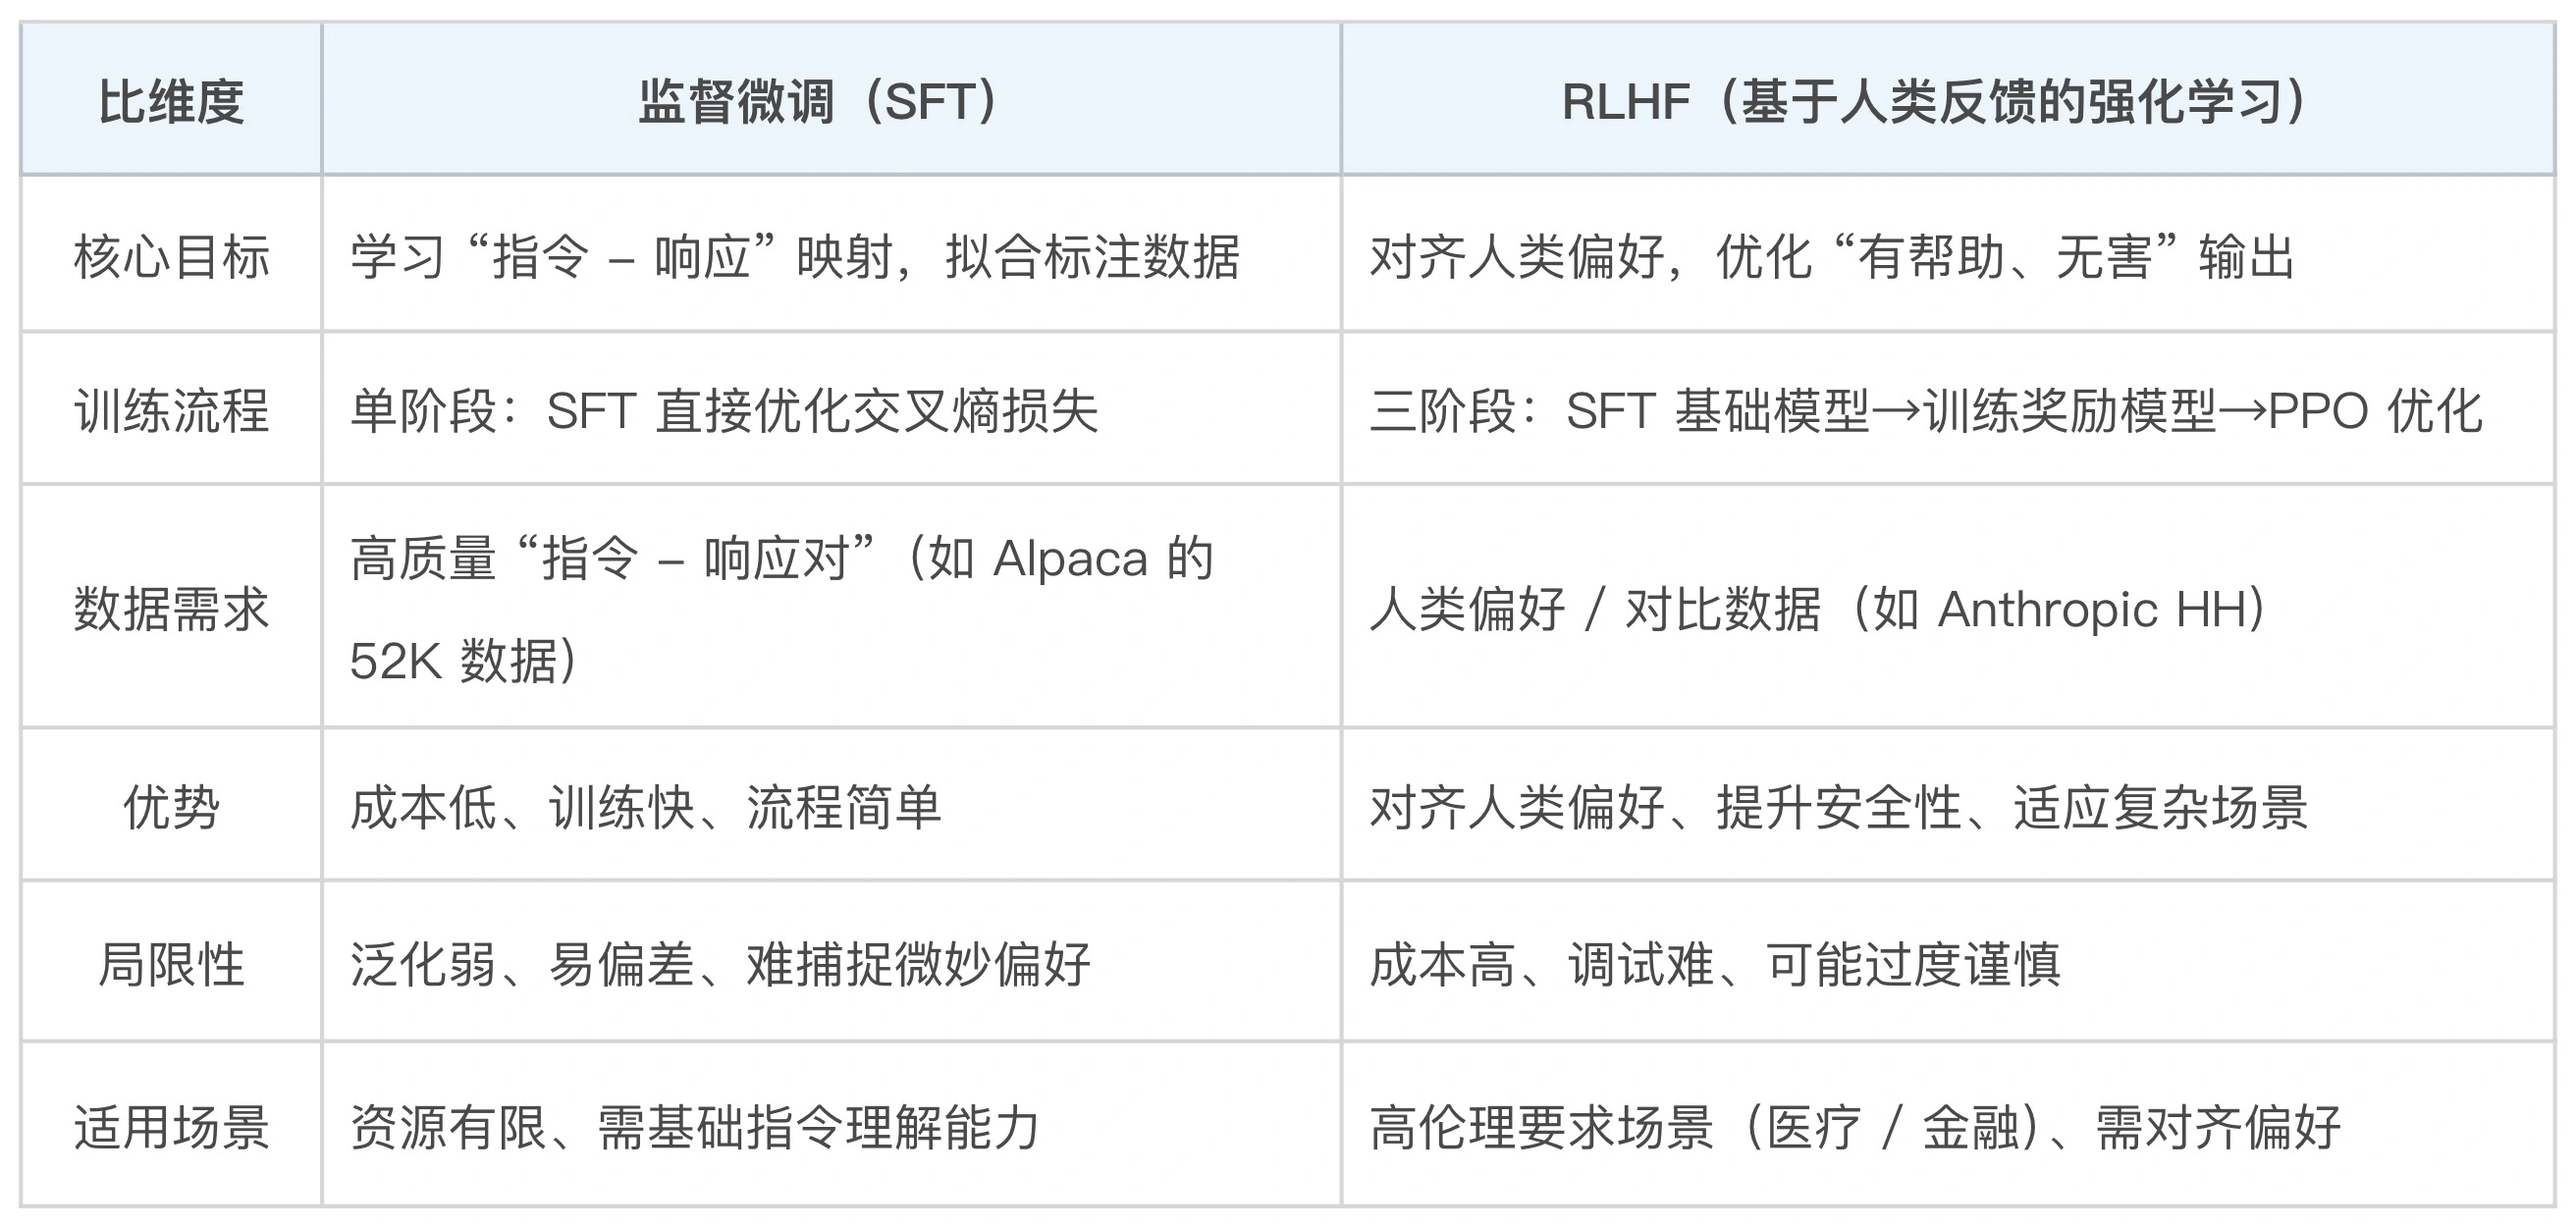 比维度
监督微调（SFT）
RLHF（基于人类反馈的强化学习）
核心目标
学习 “指令 – 响应” 映射，拟合标注数据
对齐人类偏好，优化 “有帮助、无害” 输出
训练流程
单阶段：SFT 直接优化交叉熵损失
三阶段：SFT 基础模型→训练奖励模型→PPO 优化
数据需求
高质量 “指令 – 响应对”（如 Alpaca 的
52K 数据）
人类偏好 / 对比数据（如 Anthropic HH）
优势
成本低、训练快、流程简单
对齐人类偏好、提升安全性、适应复杂场景
局限性
泛化弱、易偏差、难捕捉微妙偏好
成本高、调试难、可能过度谨慎
适用场景
资源有限、需基础指令理解能力
高伦理要求场景（医疗 / 金融）、需对齐偏好